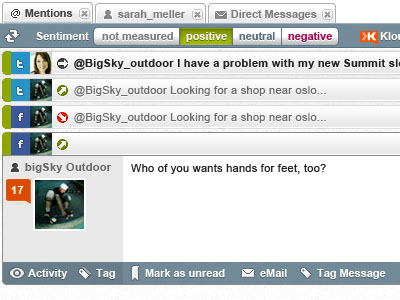 @ Mentions sarah_meller Direct Messages
Sentiment not measured positive neutral negative
@BigSky_outdoor I have a problem with my new Summit
@BigSky_outdoor Looking for a shop near oslo...
@BigSky_outdoor Looking for a shop near oslo...
bigSky Outdoor Who of you wants hands for feet, too?
17
Activity Tag Mark as unread eMail Tag Message